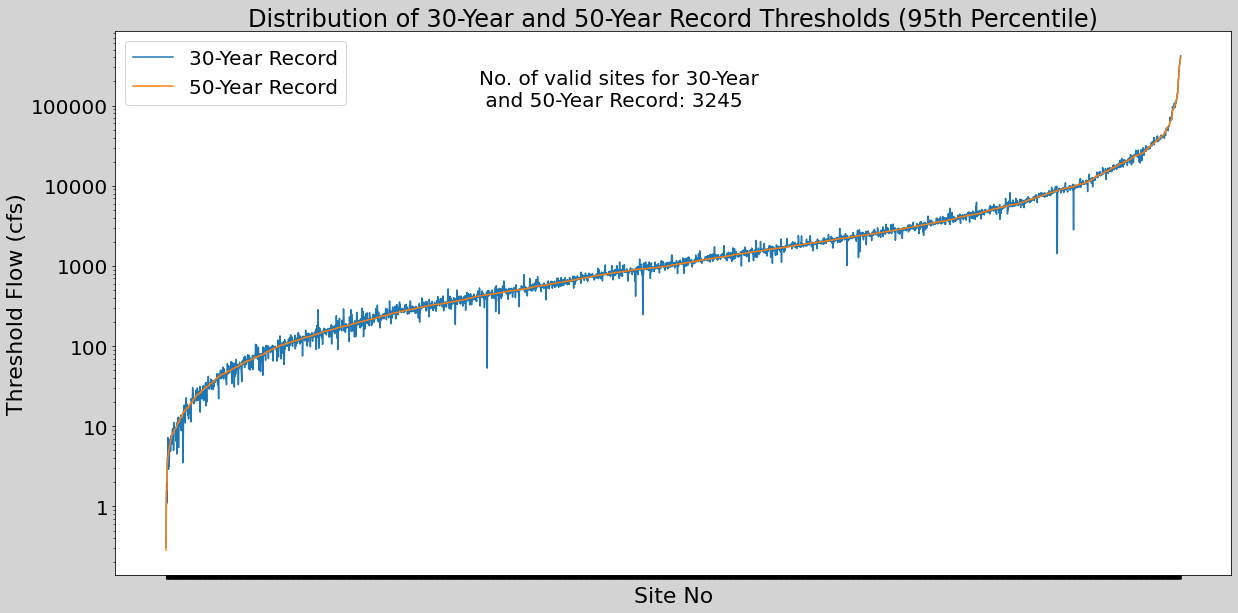 Distribution of 30-Year and 50-Year Record Thresholds (95th Percentile)
30-Year Record
50-Year Record
No. of valid sites for 30-Year
and 50-Year Record: 3245
100000
10000
1000
100
10
1
Threshold Flow (cfs)
Site No